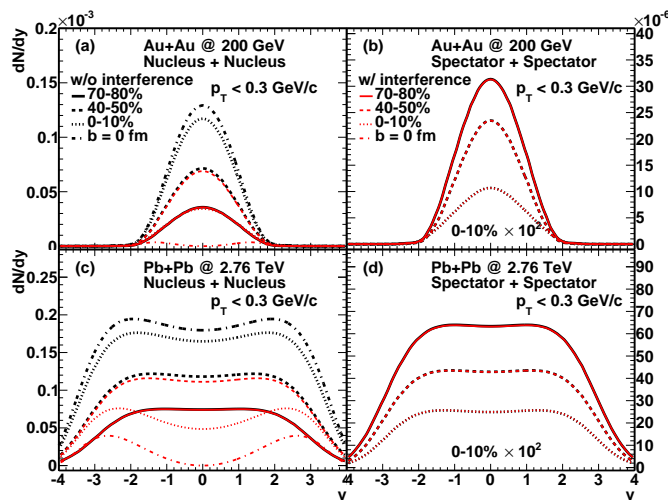 ×10⁻³
×10⁻⁶
dN/dy
0.2
0.15
0.1
0.05
0
(a)
Au+Au @ 200 GeV
Nucleus + Nucleus
w/o interference
p_T < 0.3 GeV/c
70-80%
40-50%
0-10%
b = 0 fm
(b)
Au+Au @ 200 GeV
Spectator + Spectator
w/ interference
p_T < 0.3 GeV/c
70-80%
40-50%
0-10%
b = 0 fm
0-10% ×10²
40
35
30
25
20
15
10
5
0
dN/dy
0.25
0.2
0.15
0.1
0.05
0
(c)
Pb+Pb @ 2.76 TeV
Nucleus + Nucleus
p_T < 0.3 GeV/c
(d)
Pb+Pb @ 2.76 TeV
Spectator + Spectator
p_T < 0.3 GeV/c
0-10% ×10²
90
80
70
60
50
40
30
20
10
0
-4 -3 -2 -1 0 1 2 3 4
-4 -2 0 2 4
y
y